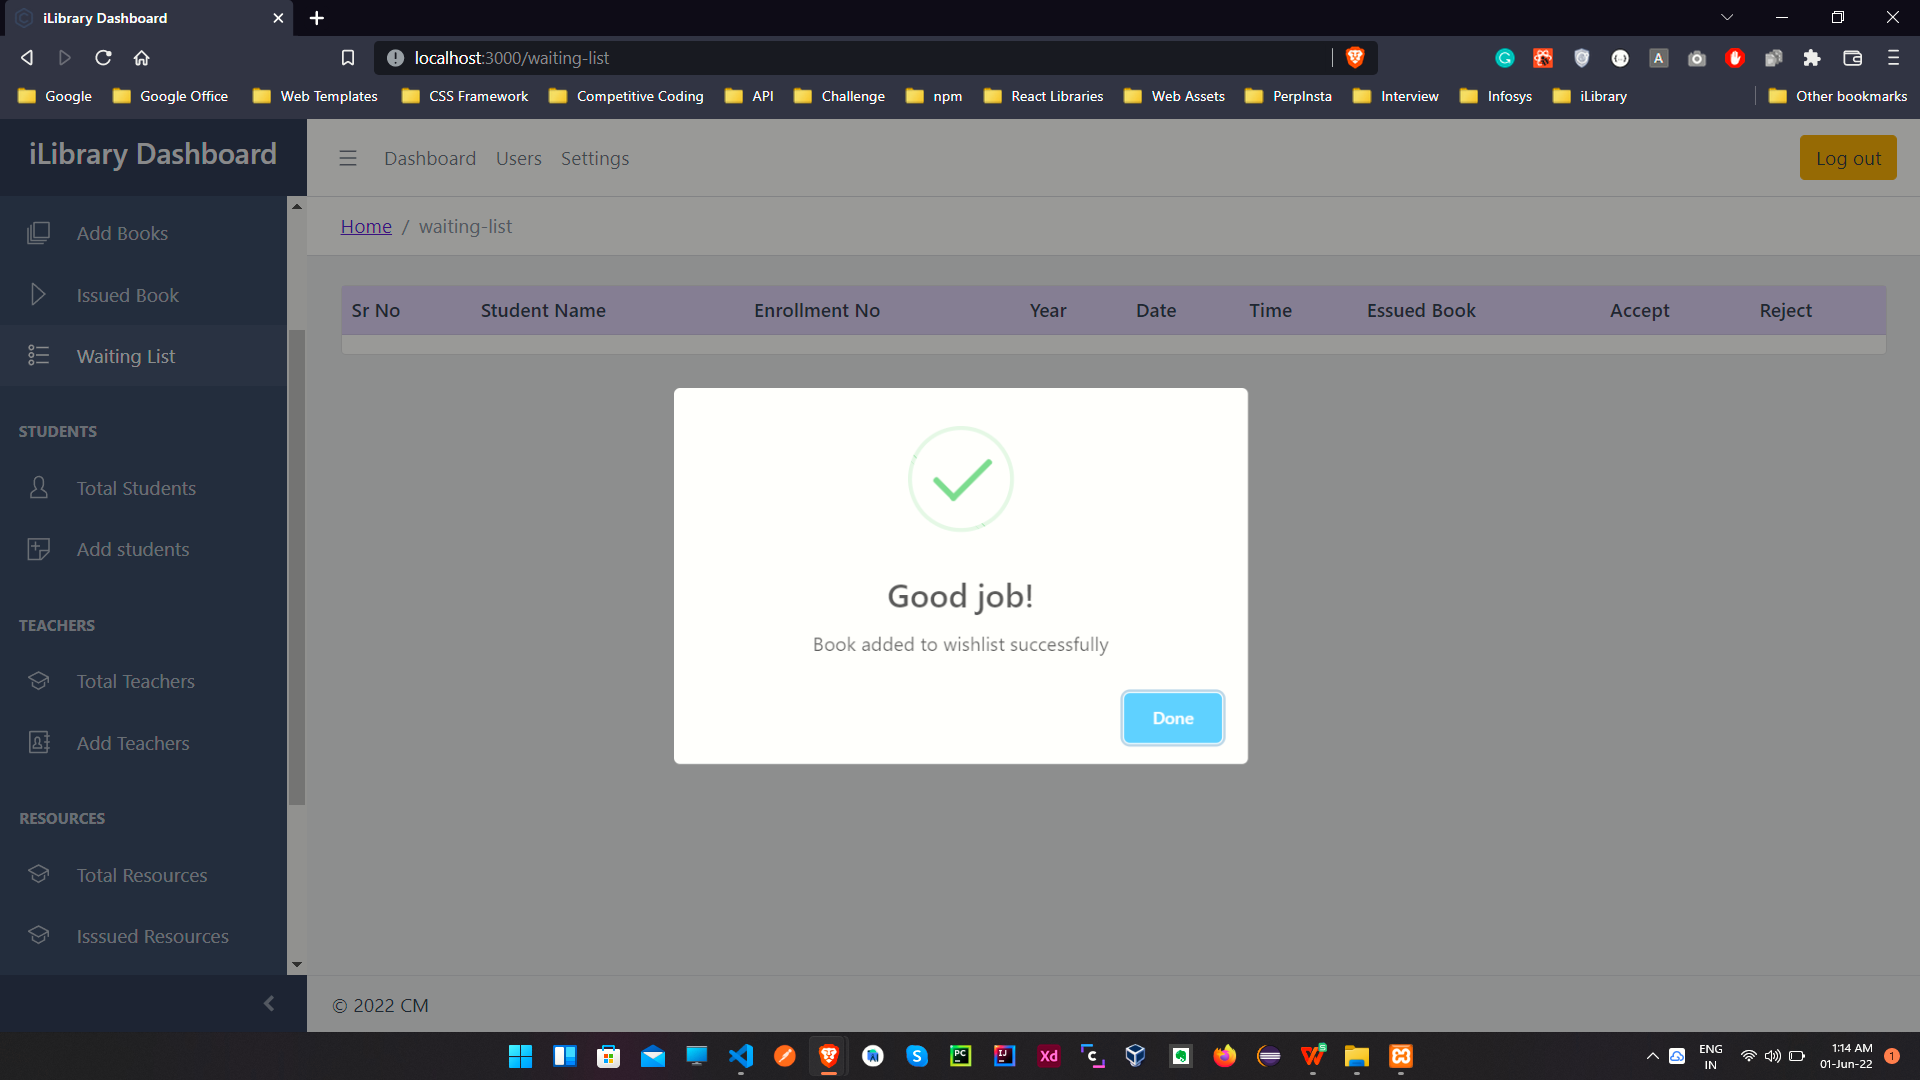 iLibrary Dashboard
localhost:3000/waiting-list
Google Google Office Web Templates CSS Framework Competitive Coding API Challenge npm React Libraries Web Assets PerpInsta Interview Infosys iLibrary Other bookmarks
iLibrary Dashboard
Dashboard Users Settings Log out
Home / waiting-list
Add Books
Issued Book
Waiting List
STUDENTS
Total Students
Add students
TEACHERS
Total Teachers
Add Teachers
RESOURCES
Total Resources
Isssued Resources
Sr No Student Name Enrollment No Year Date Time Essued Book Accept Reject
Good job!
Book added to wishlist successfully
Done
© 2022 CM
ENG
IN
1:14 AM
01-Jun-22
1